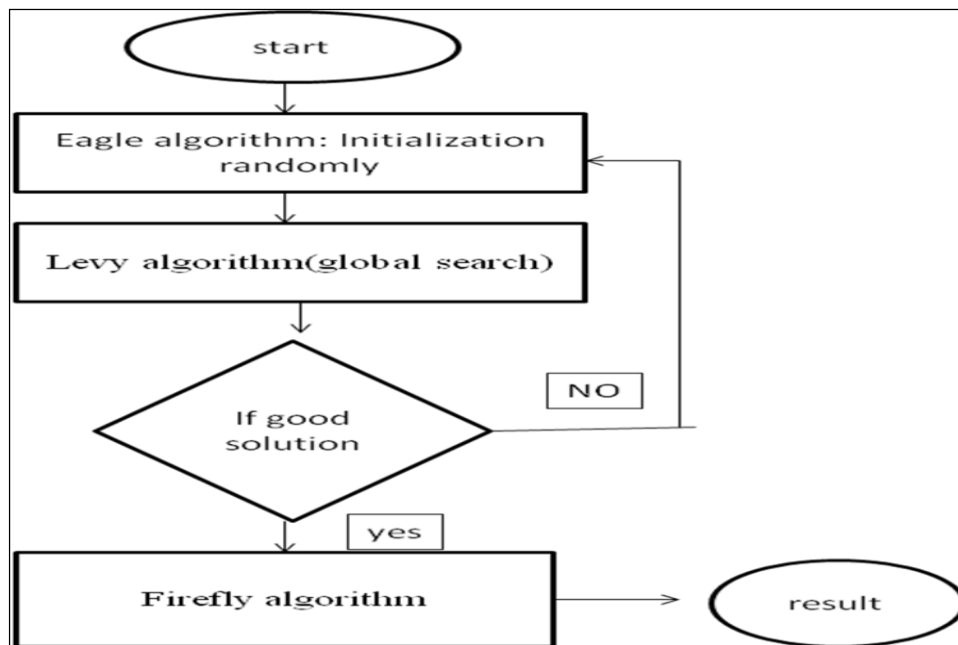 start
Eagle algorithm: Initialization
randomly
Levy algorithm(global search)
NO
If good
solution
yes
Firefly algorithm
result